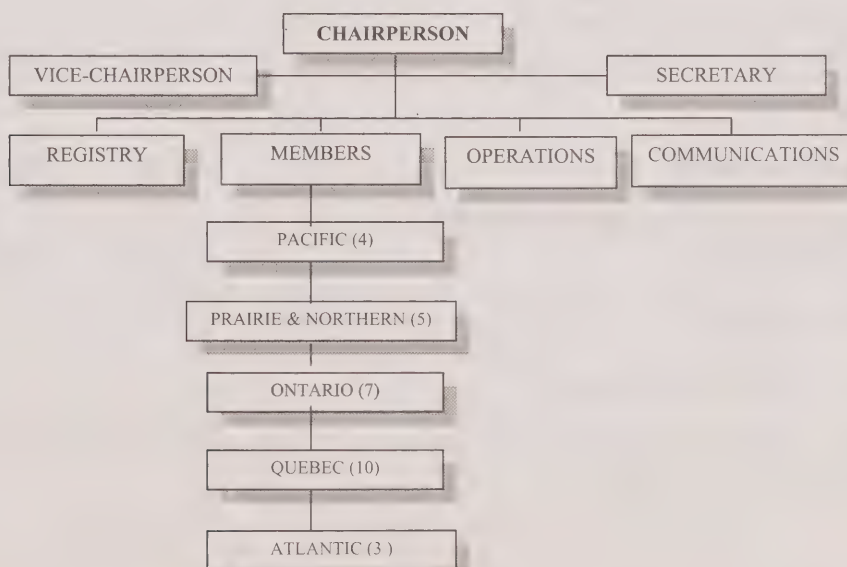 CHAIRPERSON
VICE-CHAIRPERSON
SECRETARY
REGISTRY
MEMBERS
OPERATIONS
COMMUNICATIONS
PACIFIC (4)
PRAIRIE & NORTHERN (5)
ONTARIO (7)
QUEBEC (10)
ATLANTIC (3 )